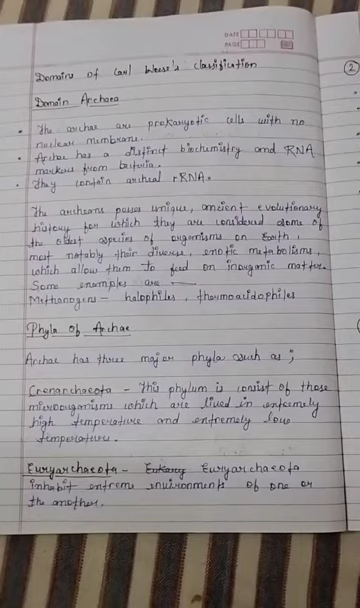 DATE
PAGE
2
Domains of Carl Woese's classification
Domain Archaea
• The archae are prokaryotic cells with no
nuclear membrane.
• Archae has a distinct biochemistry and RNA
markers from bacteria.
• They contain archeal rRNA.
The archeans posses unique, ancient evolutionary
history for which they are considered some of
the oldest species of organisms on Earth,
most notably their diverse, exotic metabolisms,
which allow them to feed on inorganic matter.
Some examples are
Methanogens - halophiles, thermoacidophiles
Phyla of Archae
Archae has three major phyla such as ;
Crenarchaeota - This phylum is consist of those
microorganisms which are lived in extremely
high temperature and extremely low
temperature.
Euryarchaeota - Euryarchaeota
inhabit extreme environments of one or
the another.